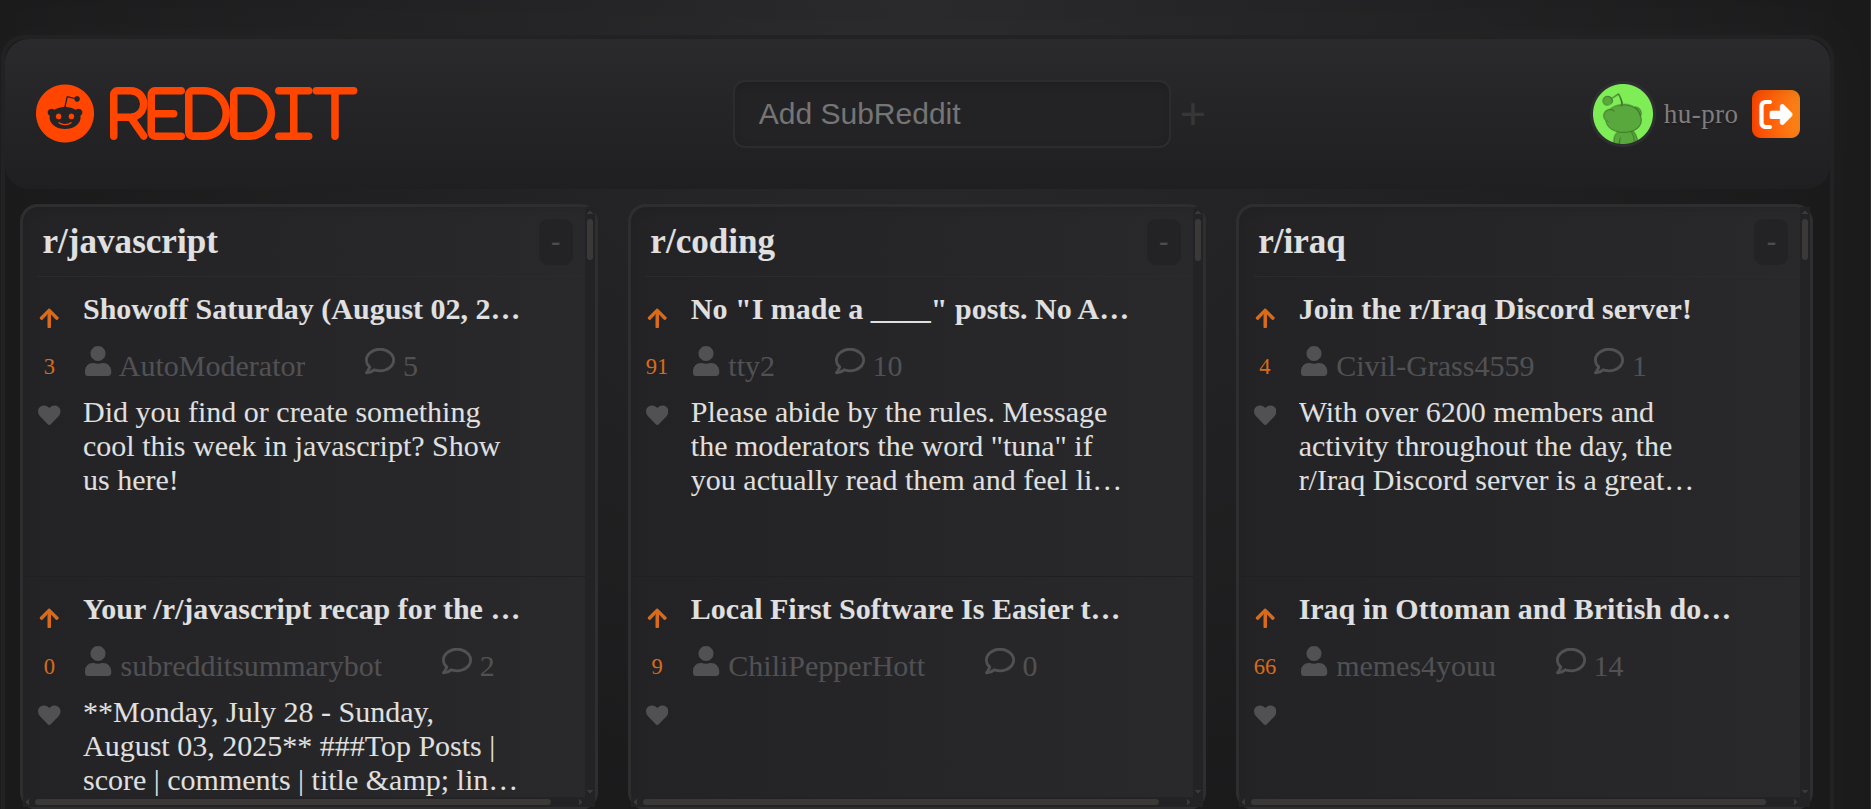 REDDIT
Add SubReddit +
hu-pro
r/javascript -
Showoff Saturday (August 02, 2…
3 AutoModerator 5
Did you find or create something
cool this week in javascript? Show
us here!
Your /r/javascript recap for the …
0 subredditsummarybot 2
**Monday, July 28 - Sunday,
August 03, 2025** ###Top Posts |
score | comments | title &amp; lin…
r/coding -
No "I made a ____" posts. No A…
91 tty2 10
Please abide by the rules. Message
the moderators the word "tuna" if
you actually read them and feel li…
Local First Software Is Easier t…
9 ChiliPepperHott 0
r/iraq -
Join the r/Iraq Discord server!
4 Civil-Grass4559 1
With over 6200 members and
activity throughout the day, the
r/Iraq Discord server is a great…
Iraq in Ottoman and British do…
66 memes4youu 14